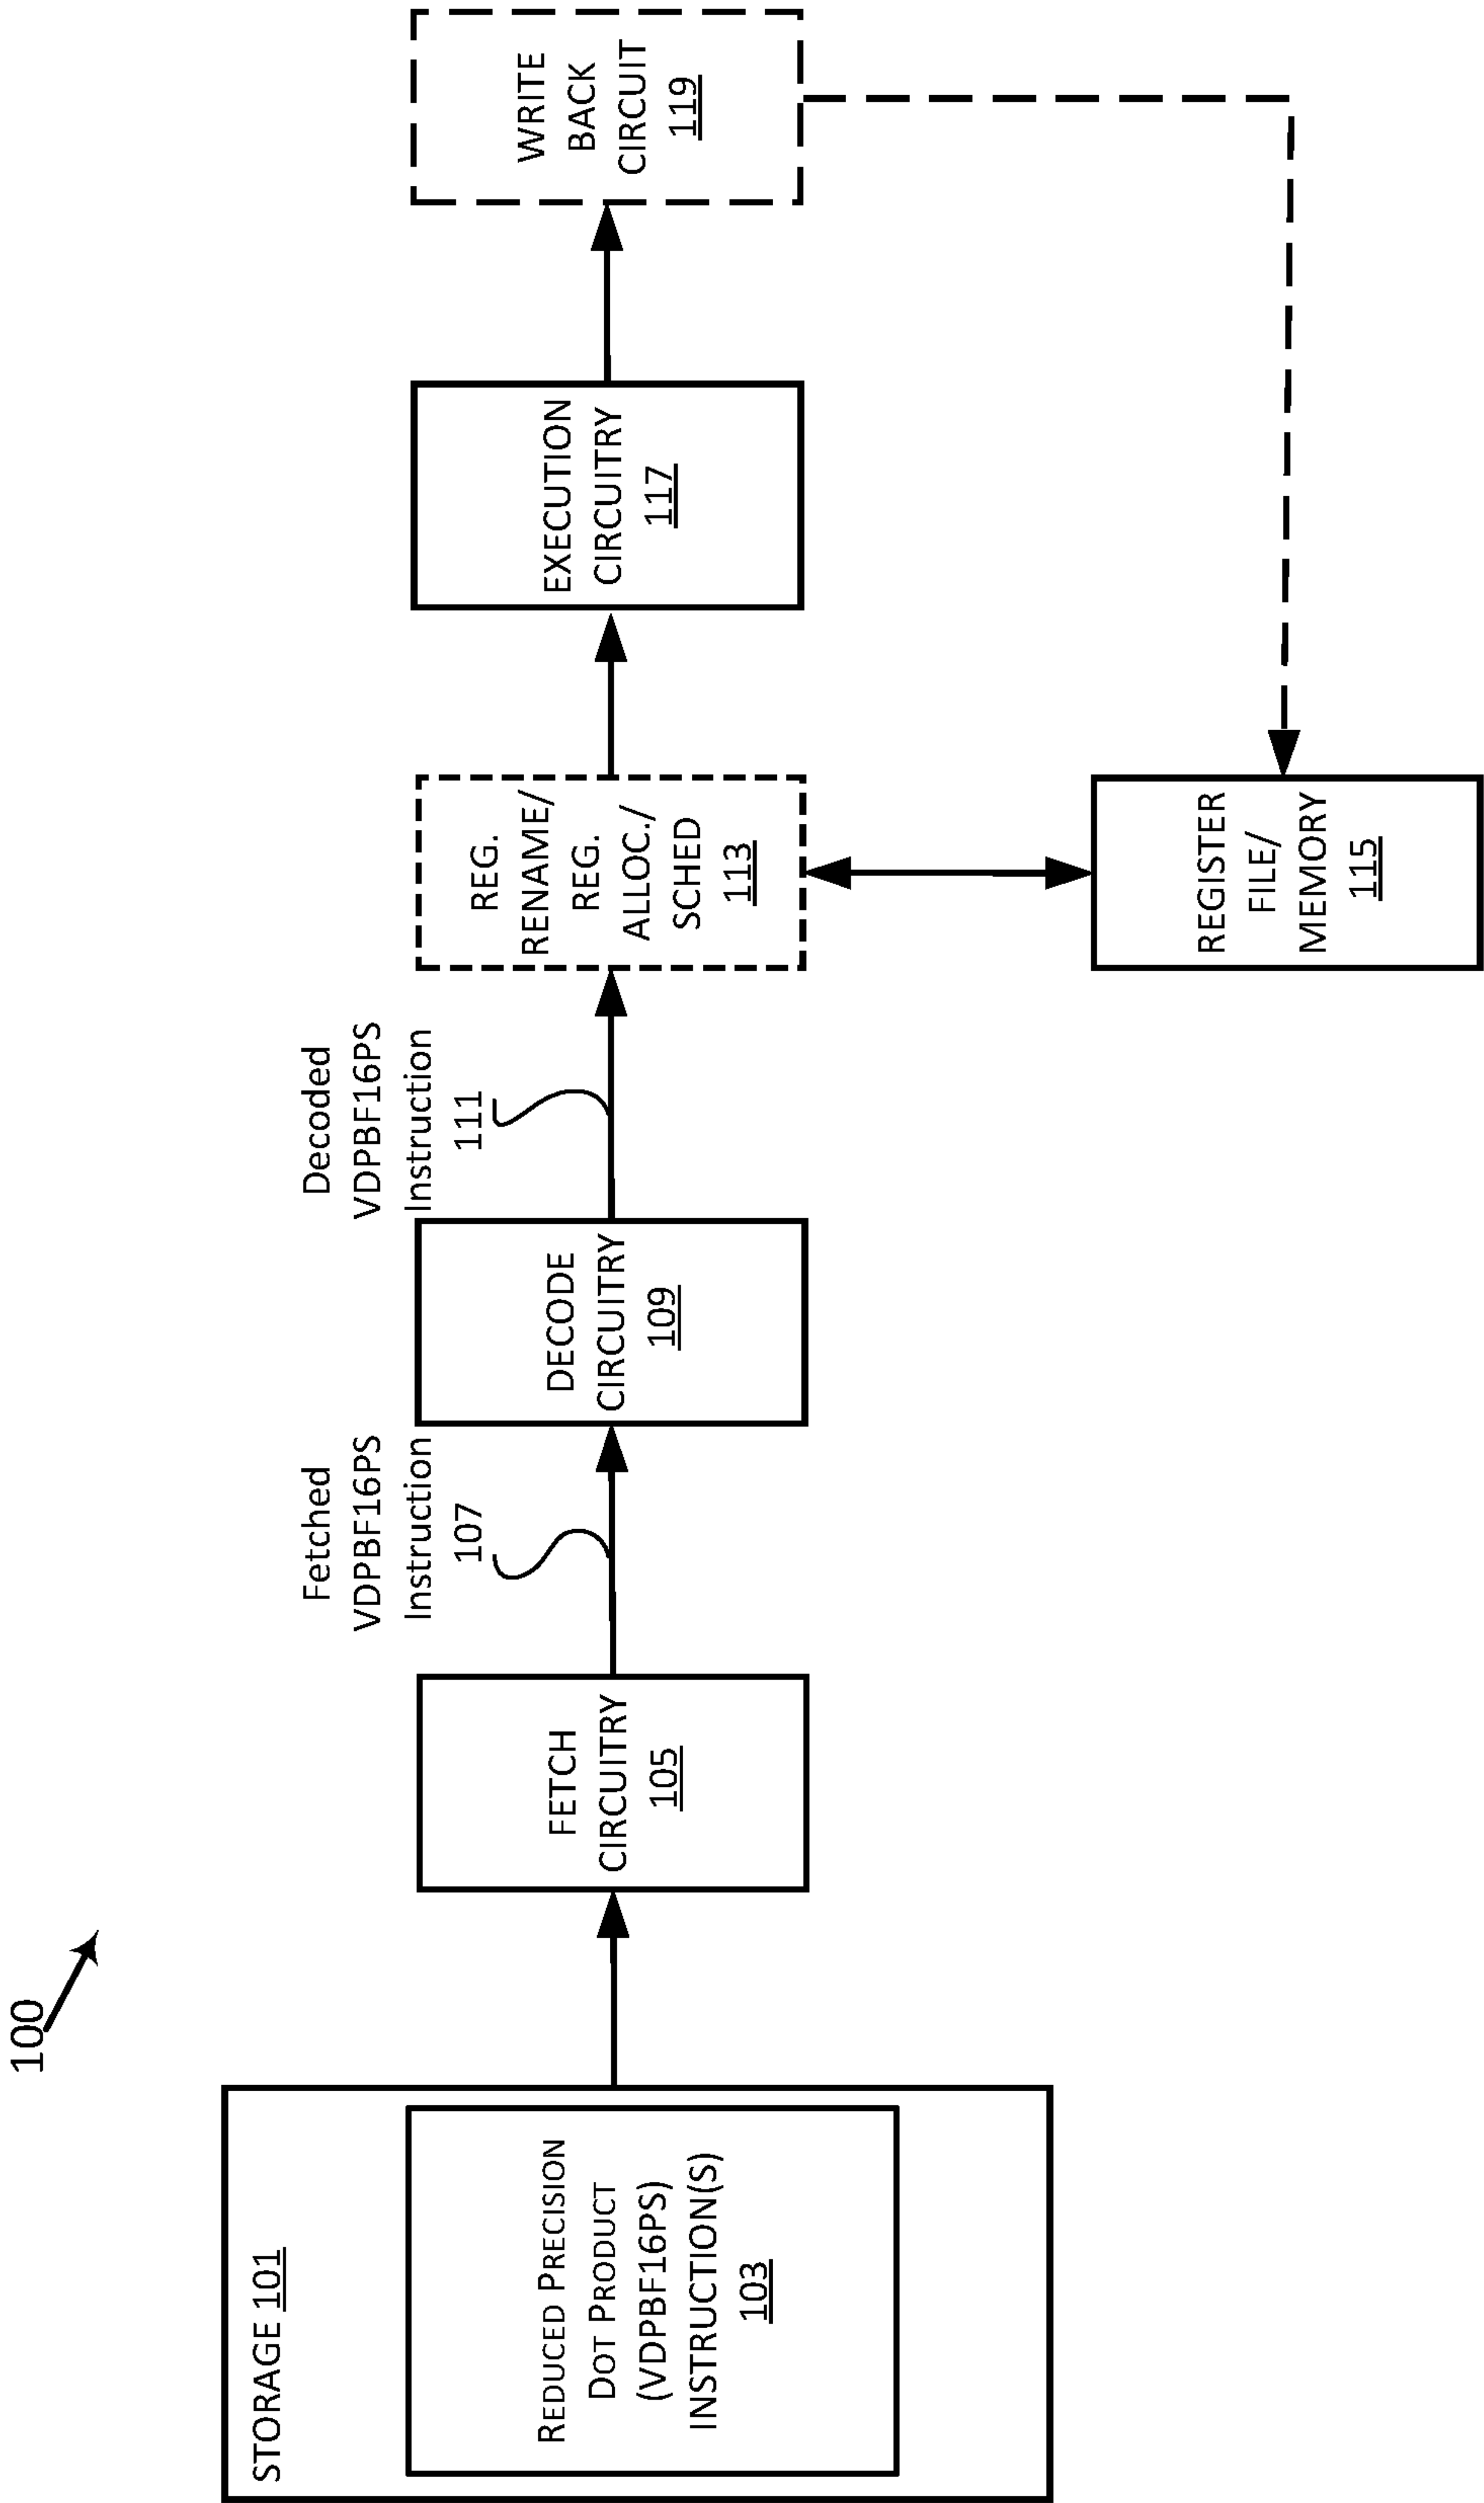 100
STORAGE 101
REDUCED PRECISION
DOT PRODUCT
(VDPBF16PS)
INSTRUCTION(S)
103
FETCH
CIRCUITRY
105
Fetched
VDPBF16PS
Instruction
107
DECODE
CIRCUITRY
109
Decoded
VDPBF16PS
Instruction
111
REG.
RENAME/
REG.
ALLOC./
SCHED
113
REGISTER
FILE/
MEMORY
115
EXECUTION
CIRCUITRY
117
WRITE
BACK
CIRCUIT
119